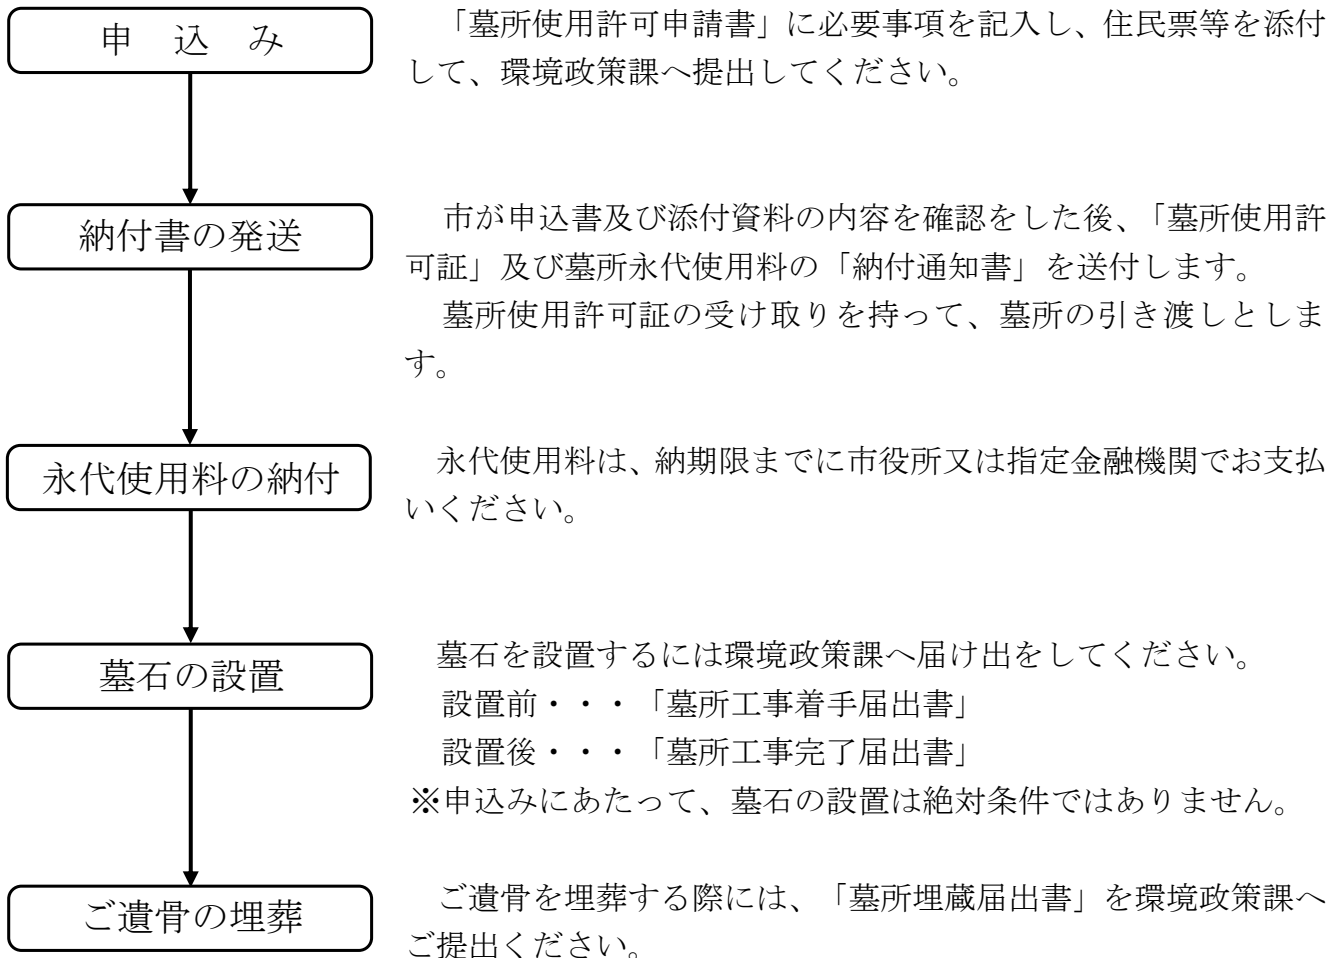 申　込　み
「墓所使用許可申請書」に必要事項を記入し、住民票等を添付
して、環境政策課へ提出してください。
納付書の発送
市が申込書及び添付資料の内容を確認をした後、「墓所使用許
可証」及び墓所永代使用料の「納付通知書」を送付します。
墓所使用許可証の受け取りを持って、墓所の引き渡しとしま
す。
永代使用料の納付
永代使用料は、納期限までに市役所又は指定金融機関でお支払
いください。
墓石の設置
墓石を設置するには環境政策課へ届け出をしてください。
設置前・・・「墓所工事着手届出書」
設置後・・・「墓所工事完了届出書」
※申込みにあたって、墓石の設置は絶対条件ではありません。
ご遺骨の埋葬
ご遺骨を埋葬する際には、「墓所埋蔵届出書」を環境政策課へ
ご提出ください。